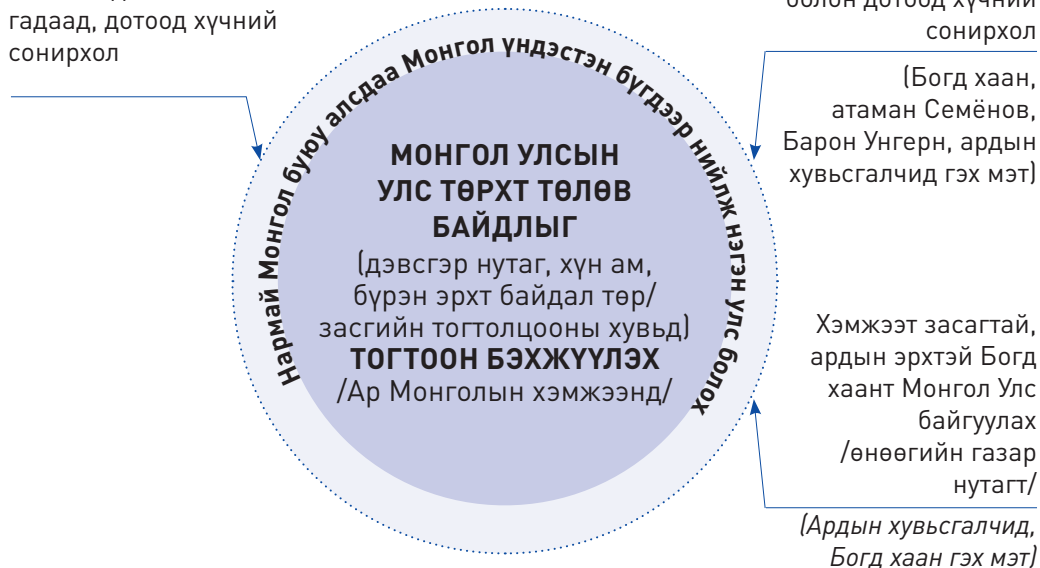 гадаад, дотоод хүчний
сонирхол
болон дотоод хүчний
сонирхол
(Богд хаан,
атаман Семёнов,
Барон Унгерн, ардын
хувьсгалчид гэх мэт)
Нармай Монгол буюу алсдаа Монгол үндэстэн бүгдээр нийлж нэгэн улс болох
МОНГОЛ УЛСЫН
УЛС ТӨРХТ ТӨЛӨВ
БАЙДЛЫГ
(дэвсгэр нутаг, хүн ам,
бүрэн эрхт байдал төр/
засгийн тогтолцооны хувьд)
ТОГТООН БЭХЖҮҮЛЭХ
/Ар Монголын хэмжээнд/
Хэмжээт засагтай,
ардын эрхтэй Богд
хаант Монгол Улс
байгуулах
/өнөөгийн газар
нутагт/
(Ардын хувьсгалчид,
Богд хаан гэх мэт)